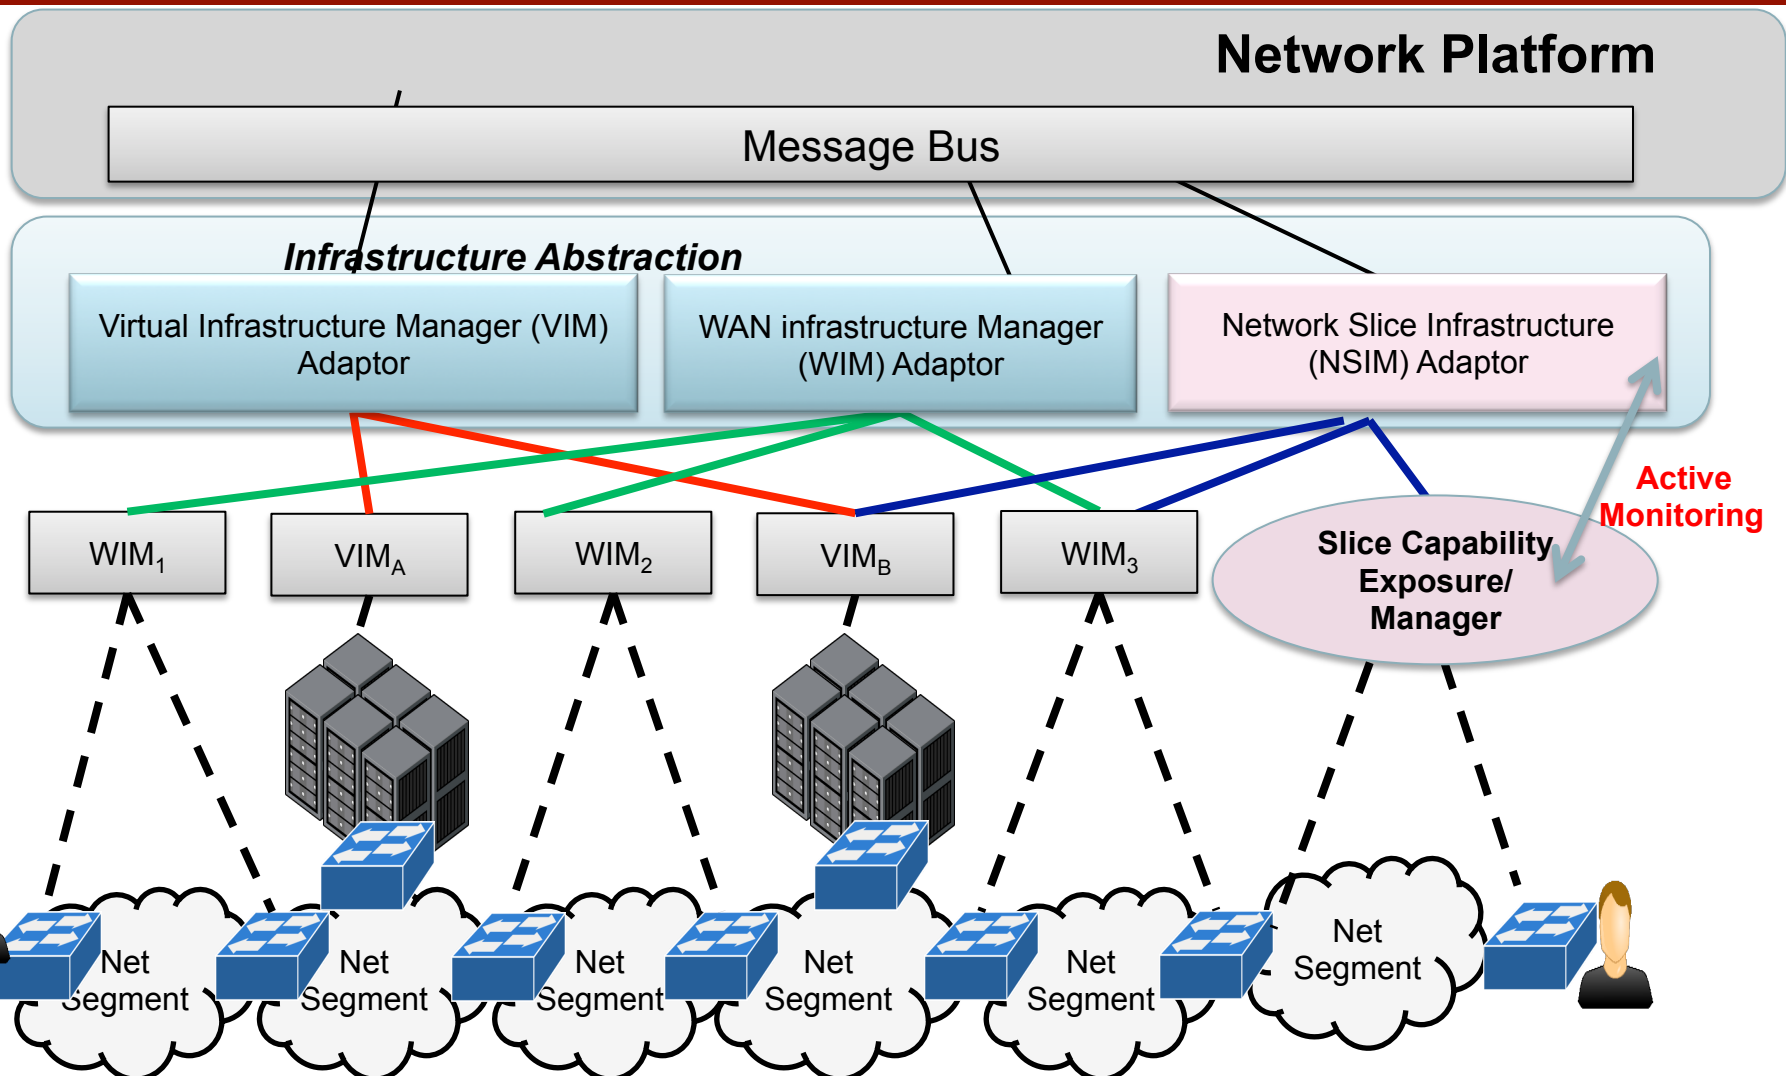 Network Platform
Message Bus
Infrastructure Abstraction
Virtual Infrastructure Manager (VIM)
Adaptor
WAN infrastructure Manager
(WIM) Adaptor
Network Slice Infrastructure
(NSIM) Adaptor
Active
Monitoring
WIM1
VIMA
WIM2
VIMB
WIM3
Slice Capability
Exposure/
Manager
Net
Segment
Net
Segment
Net
Segment
Net
Segment
Net
Segment
Net
Segment